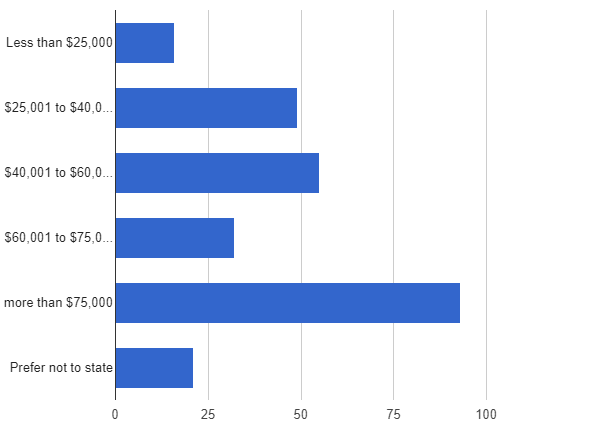 Less than $25,000
$25,001 to $40,0...
$40,001 to $60,0...
$60,001 to $75,0...
more than $75,000
Prefer not to state
0 25 50 75 100